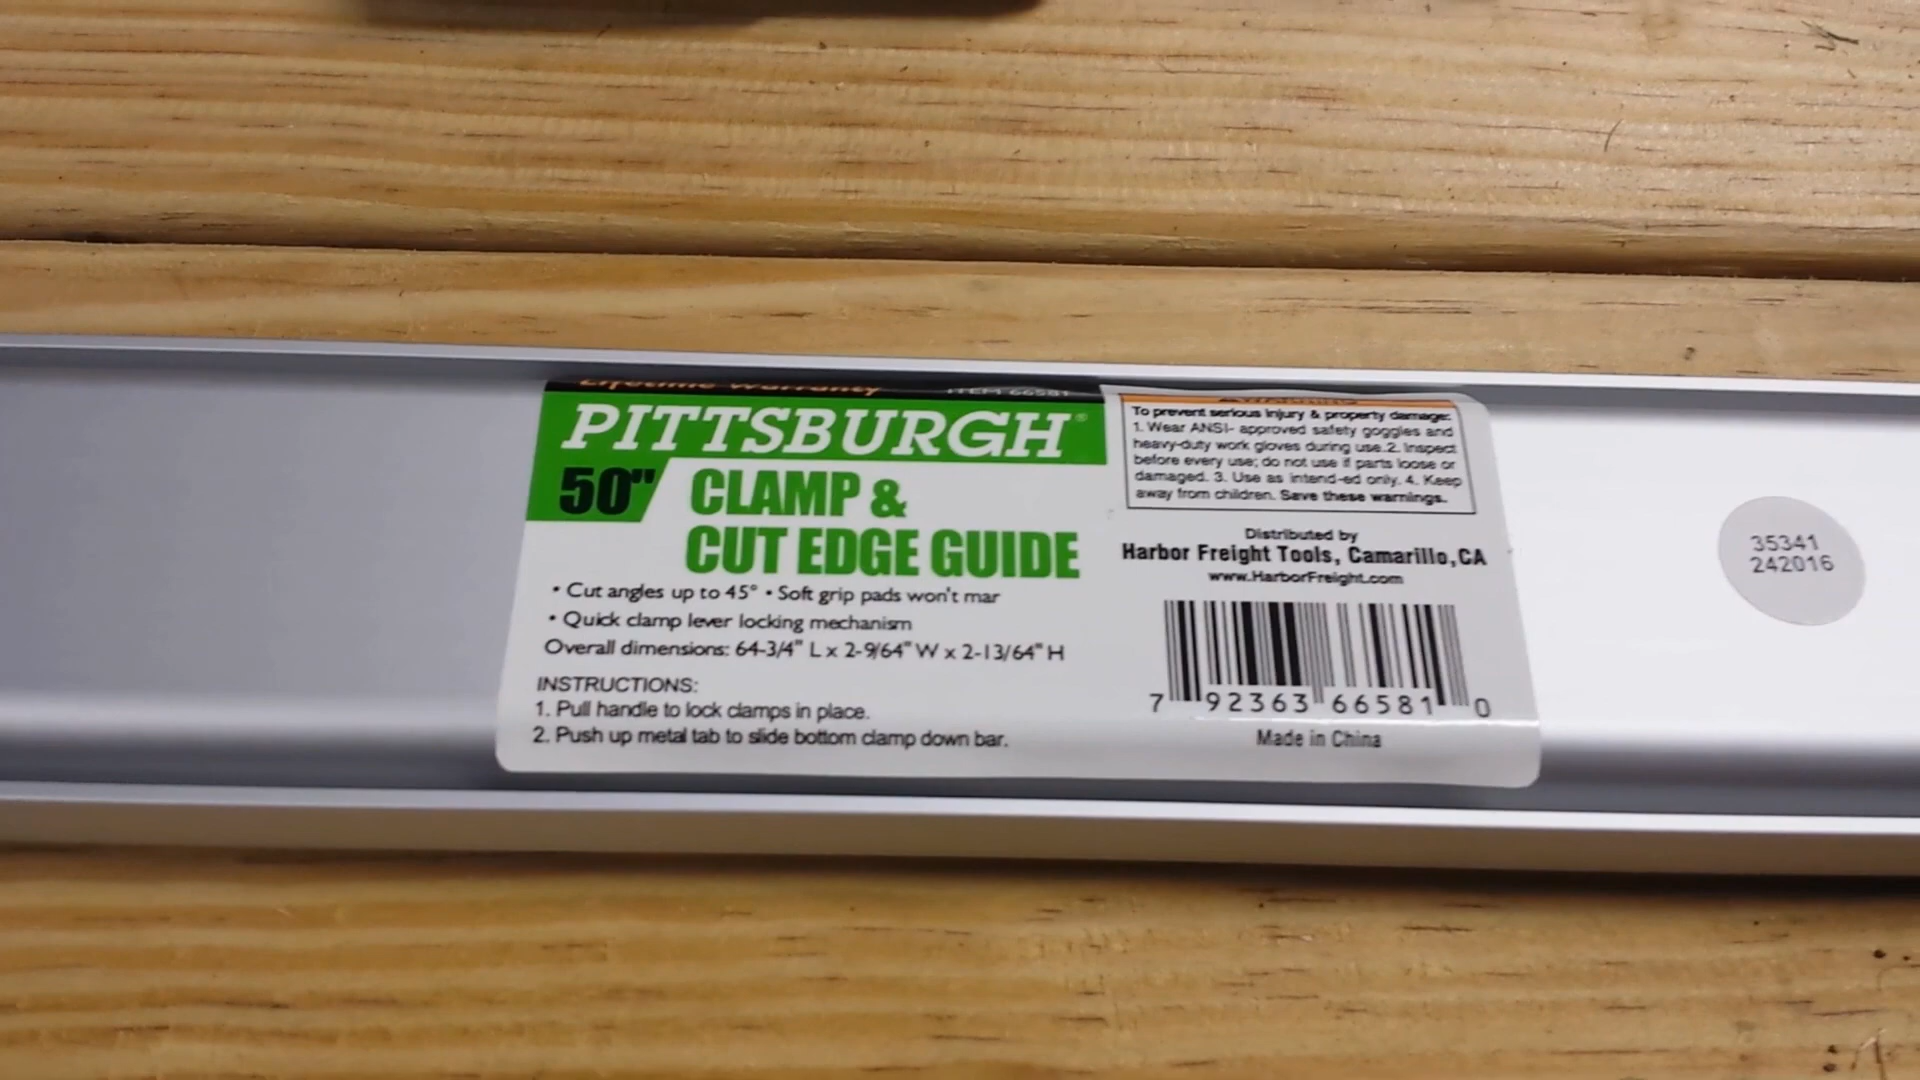 Lifetime Warranty ITEM 66581
PITTSBURGH®
50" CLAMP &
CUT EDGE GUIDE
• Cut angles up to 45° • Soft grip pads won't mar
• Quick clamp lever locking mechanism
Overall dimensions: 64-3/4" L x 2-9/64" W x 2-13/64" H
INSTRUCTIONS:
1. Pull handle to lock clamps in place.
2. Push up metal tab to slide bottom clamp down bar.
WARNING
To prevent serious injury & property damage:
1. Wear ANSI- approved safety goggles and
heavy-duty work gloves during use. 2. Inspect
before every use; do not use if parts loose or
damaged. 3. Use as intend-ed only. 4. Keep
away from children. Save these warnings.
Distributed by
Harbor Freight Tools, Camarillo, CA
www.HarborFreight.com
7 92363 66581 0
Made in China
35341
242016